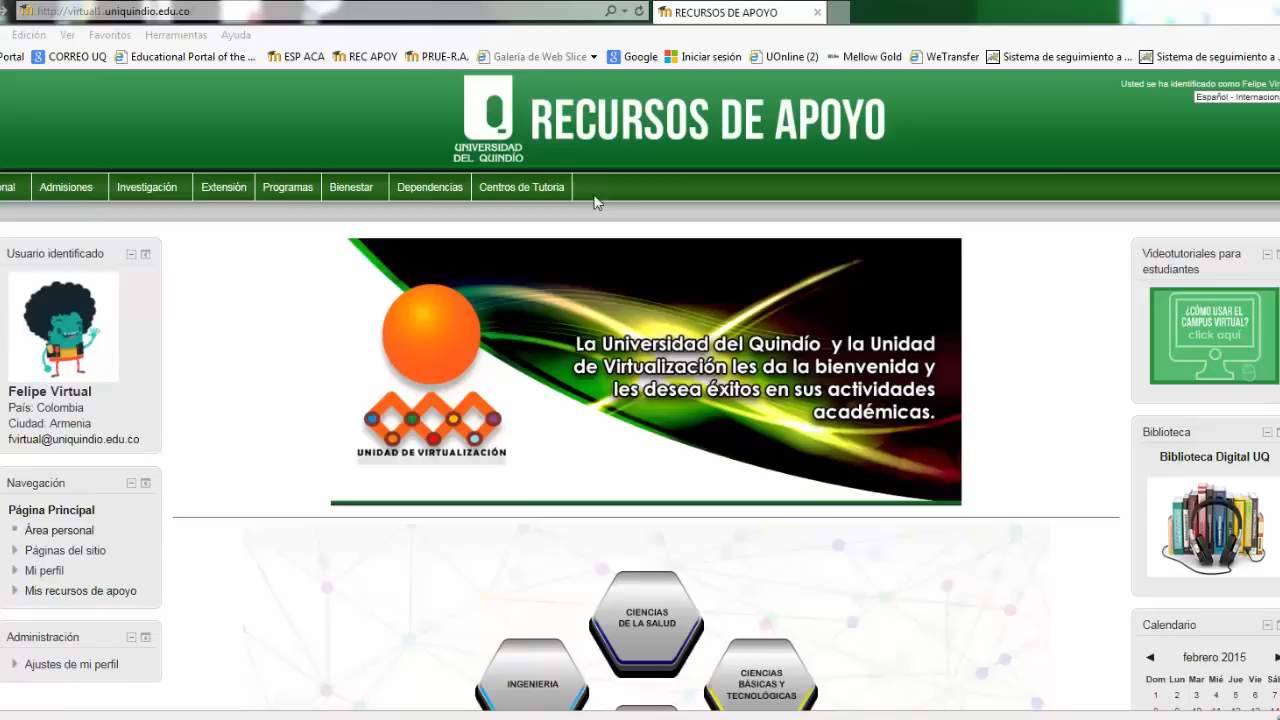 http://virtual1.uniquindio.edu.co
RECURSOS DE APOYO
Edición Ver Favoritos Herramientas Ayuda
Portal CORREO UQ Educational Portal of the ... ESP ACA REC APOY PRUE-R.A. Galería de Web Slice Google Iniciar sesión UOnline (2) Mellow Gold WeTransfer Sistema de seguimiento a ... Sistema de seguimiento a
Usted se ha identificado como Felipe
Español - Internacion
UNIVERSIDAD
DEL QUINDÍO
RECURSOS DE APOYO
Admisiones Investigación Extensión Programas Bienestar Dependencias Centros de Tutoria
Usuario identificado
Felipe Virtual
País: Colombia
Ciudad: Armenia
fvirtual@uniquindio.edu.co
Navegación
Página Principal
Área personal
Páginas del sitio
Mi perfil
Mis recursos de apoyo
Administración
Ajustes de mi perfil
La Universidad del Quindío y la Unidad
de Virtualización les da la bienvenida y
les desea éxitos en sus actividades
académicas.
UNIDAD DE VIRTUALIZACIÓN
CIENCIAS
DE LA SALUD
INGENIERIA
CIENCIAS
BÁSICAS Y
TECNOLÓGICAS
Videotutoriales para
estudiantes
¿CÓMO USAR EL
CAMPUS VIRTUAL?
click aquí
Biblioteca
Biblioteca Digital UQ
Calendario
febrero 2015
Dom Lun Mar Mié Jue Vie Sáb
1 2 3 4 5 6 7